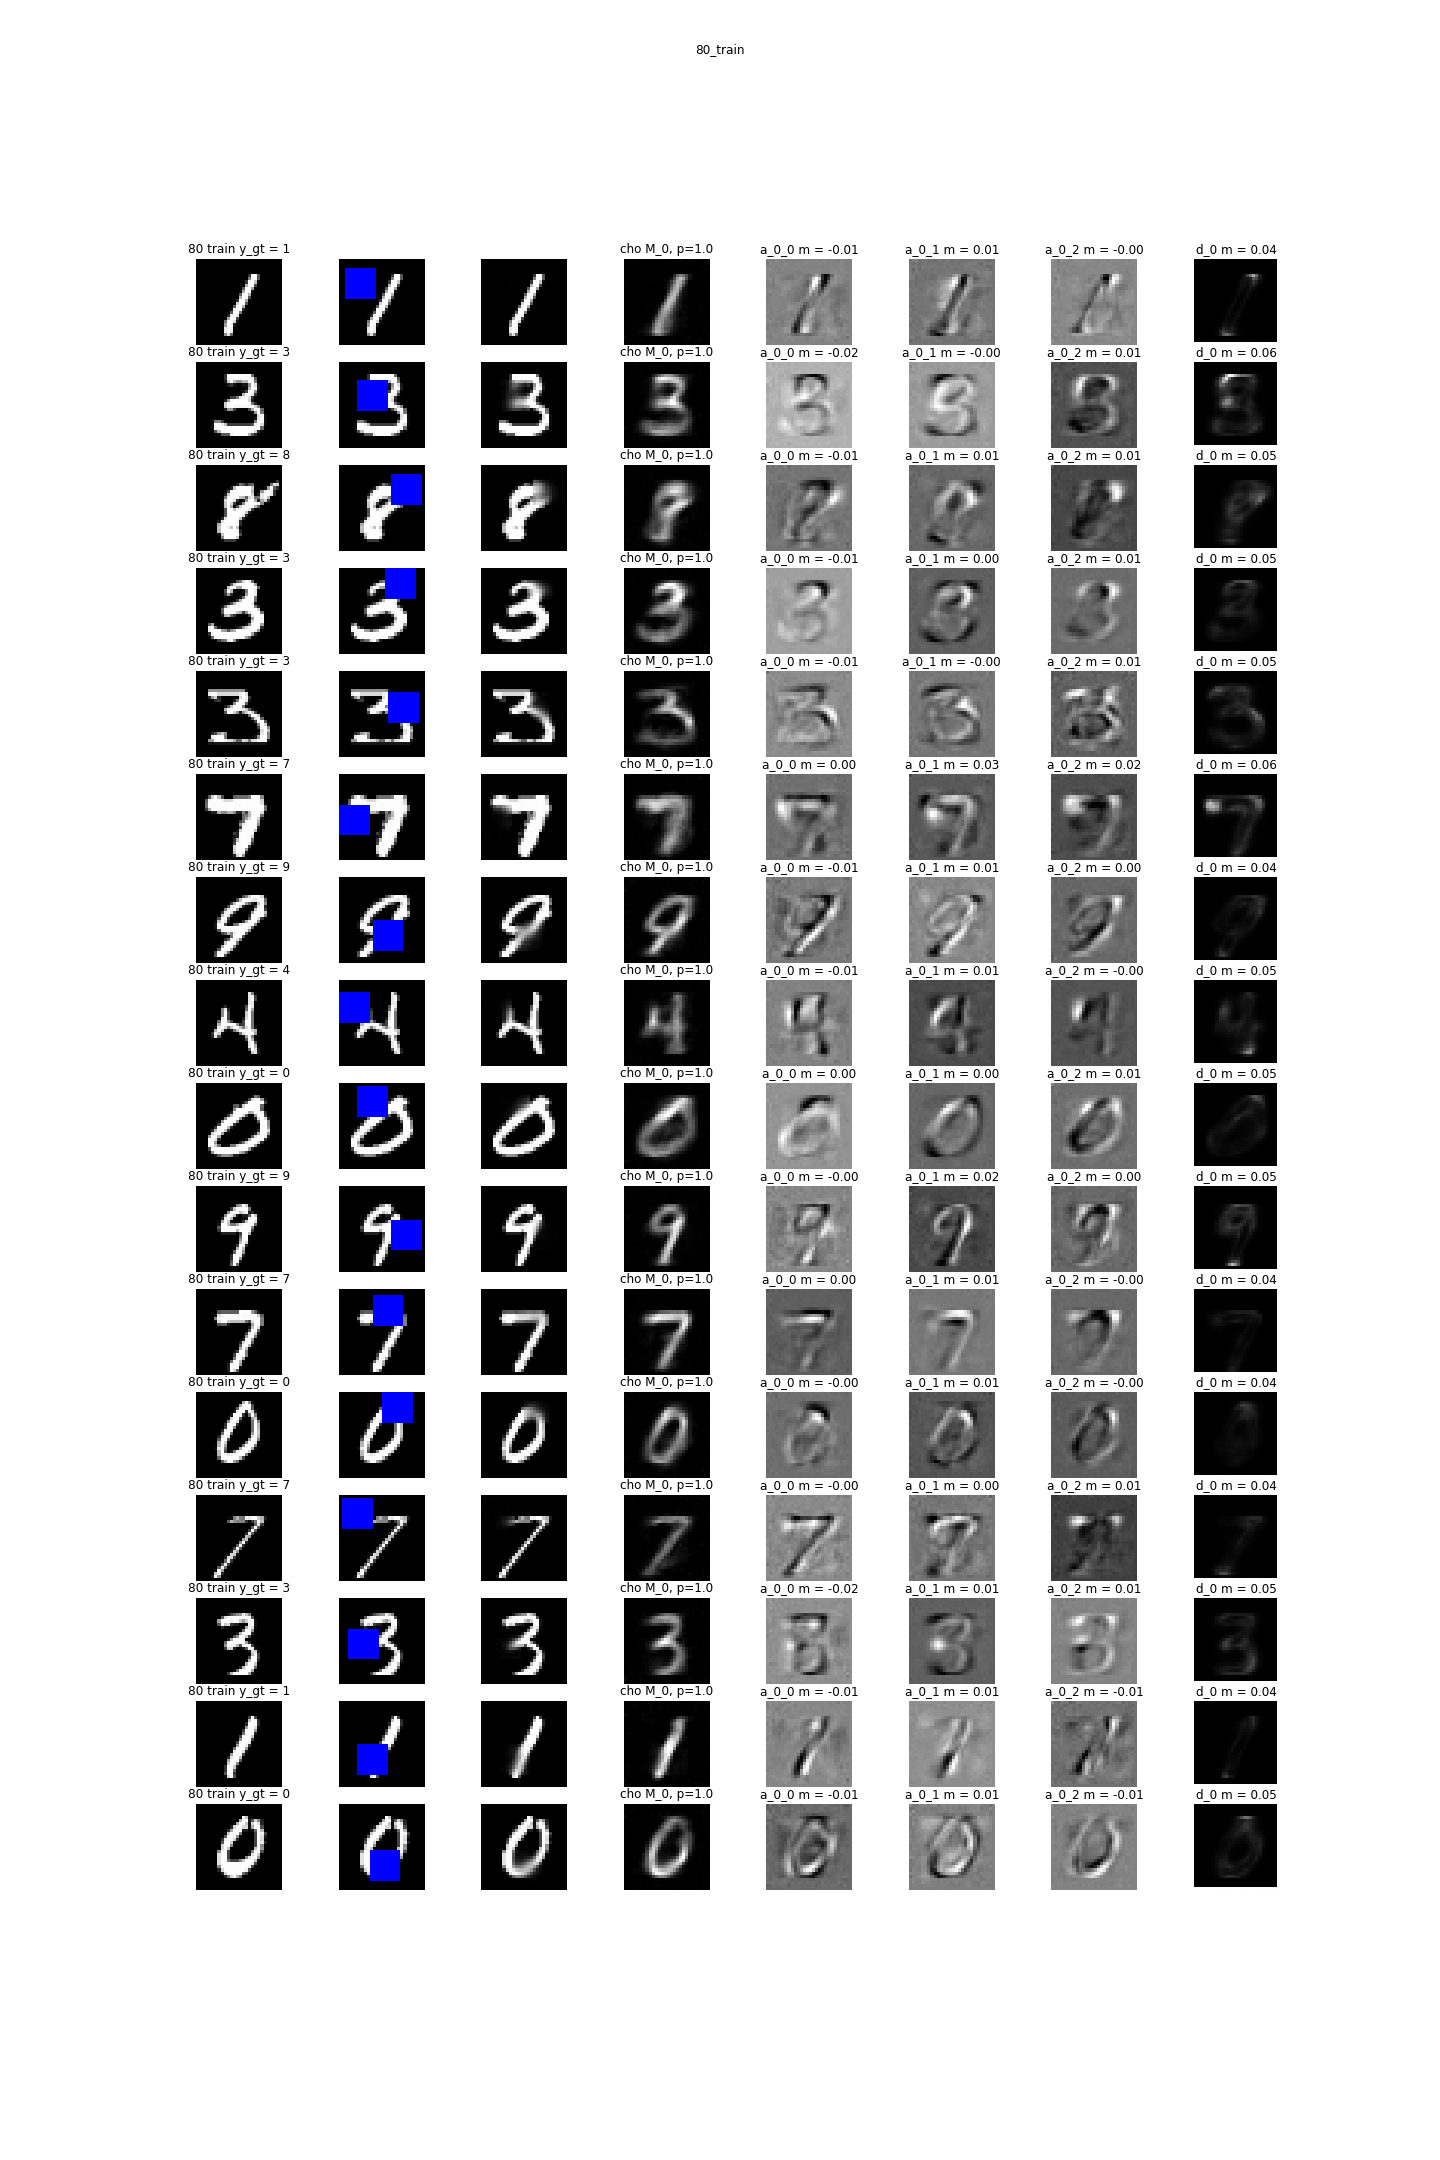 80_train
80 train y_gt = 1 cho M_0, p=1.0 a_0_0 m = -0.01 a_0_1 m = 0.01 a_0_2 m = -0.00 d_0 m = 0.04
80 train y_gt = 3 cho M_0, p=1.0 a_0_0 m = -0.02 a_0_1 m = -0.00 a_0_2 m = 0.01 d_0 m = 0.06
80 train y_gt = 8 cho M_0, p=1.0 a_0_0 m = -0.01 a_0_1 m = 0.01 a_0_2 m = 0.01 d_0 m = 0.05
80 train y_gt = 3 cho M_0, p=1.0 a_0_0 m = -0.01 a_0_1 m = 0.00 a_0_2 m = 0.01 d_0 m = 0.05
80 train y_gt = 3 cho M_0, p=1.0 a_0_0 m = -0.01 a_0_1 m = -0.00 a_0_2 m = 0.01 d_0 m = 0.05
80 train y_gt = 7 cho M_0, p=1.0 a_0_0 m = 0.00 a_0_1 m = 0.03 a_0_2 m = 0.02 d_0 m = 0.06
80 train y_gt = 9 cho M_0, p=1.0 a_0_0 m = -0.01 a_0_1 m = 0.01 a_0_2 m = 0.00 d_0 m = 0.04
80 train y_gt = 4 cho M_0, p=1.0 a_0_0 m = -0.01 a_0_1 m = 0.01 a_0_2 m = -0.00 d_0 m = 0.05
80 train y_gt = 0 cho M_0, p=1.0 a_0_0 m = 0.00 a_0_1 m = 0.00 a_0_2 m = 0.01 d_0 m = 0.05
80 train y_gt = 9 cho M_0, p=1.0 a_0_0 m = -0.00 a_0_1 m = 0.02 a_0_2 m = 0.00 d_0 m = 0.05
80 train y_gt = 7 cho M_0, p=1.0 a_0_0 m = 0.00 a_0_1 m = 0.01 a_0_2 m = -0.00 d_0 m = 0.04
80 train y_gt = 0 cho M_0, p=1.0 a_0_0 m = -0.00 a_0_1 m = 0.01 a_0_2 m = -0.00 d_0 m = 0.04
80 train y_gt = 7 cho M_0, p=1.0 a_0_0 m = -0.00 a_0_1 m = 0.00 a_0_2 m = 0.01 d_0 m = 0.04
80 train y_gt = 3 cho M_0, p=1.0 a_0_0 m = -0.02 a_0_1 m = 0.01 a_0_2 m = 0.01 d_0 m = 0.05
80 train y_gt = 1 cho M_0, p=1.0 a_0_0 m = -0.01 a_0_1 m = 0.01 a_0_2 m = -0.01 d_0 m = 0.04
80 train y_gt = 0 cho M_0, p=1.0 a_0_0 m = -0.01 a_0_1 m = 0.01 a_0_2 m = -0.01 d_0 m = 0.05